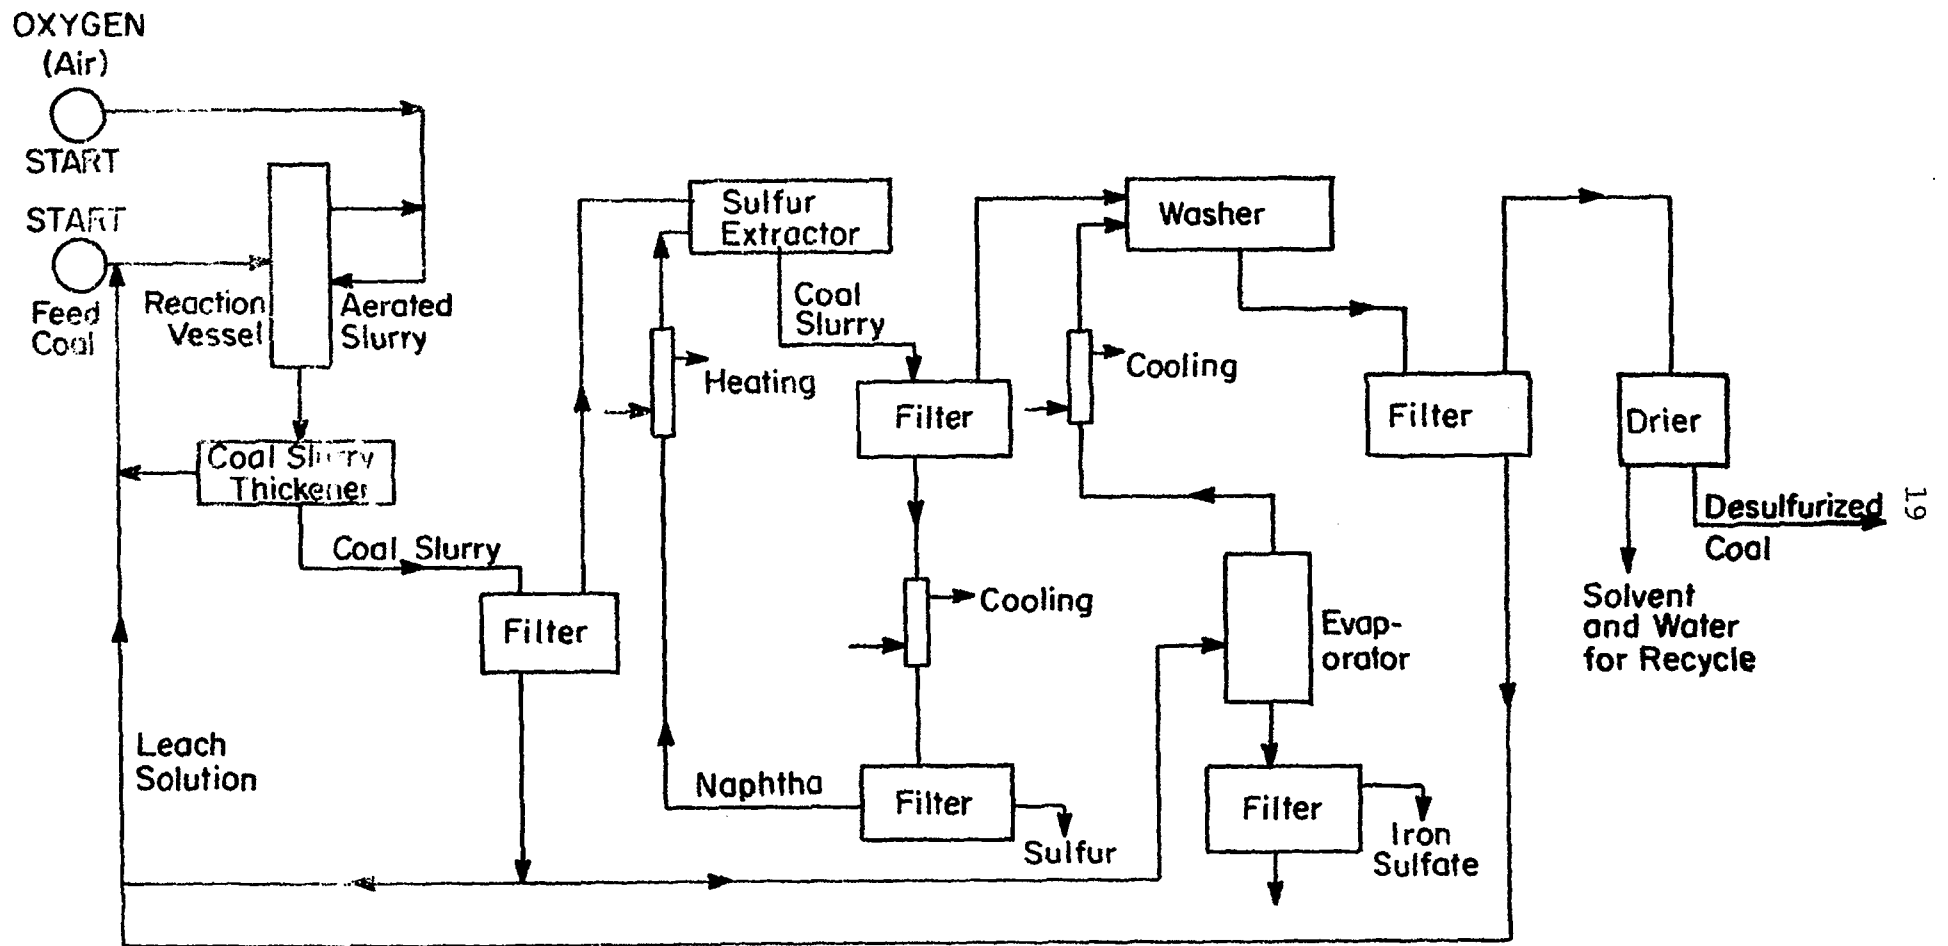 OXYGEN
(Air)
START
START
Feed
Coal
Reaction
Vessel
Aerated
Slurry
Coal Slurry
Thickener
Coal Slurry
Filter
Leach
Solution
Sulfur
Extractor
Heating
Coal
Slurry
Filter
Cooling
Naphtha
Filter
Sulfur
Washer
Cooling
Evap-
orator
Filter
Iron
Sulfate
Filter
Drier
Desulfurized
Coal
Solvent
and Water
for Recycle
19